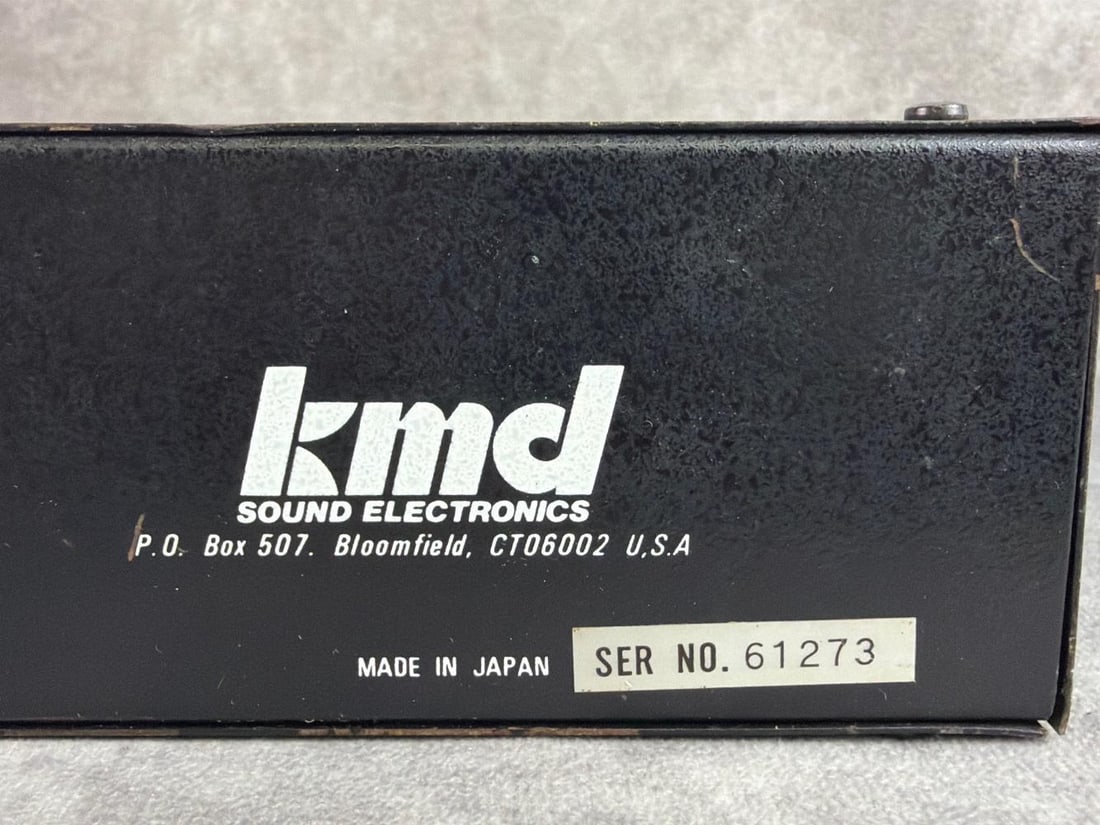 kmd
SOUND ELECTRONICS
P.O. Box 507. Bloomfield, CT06002 U.S.A
MADE IN JAPAN SER NO. 61273